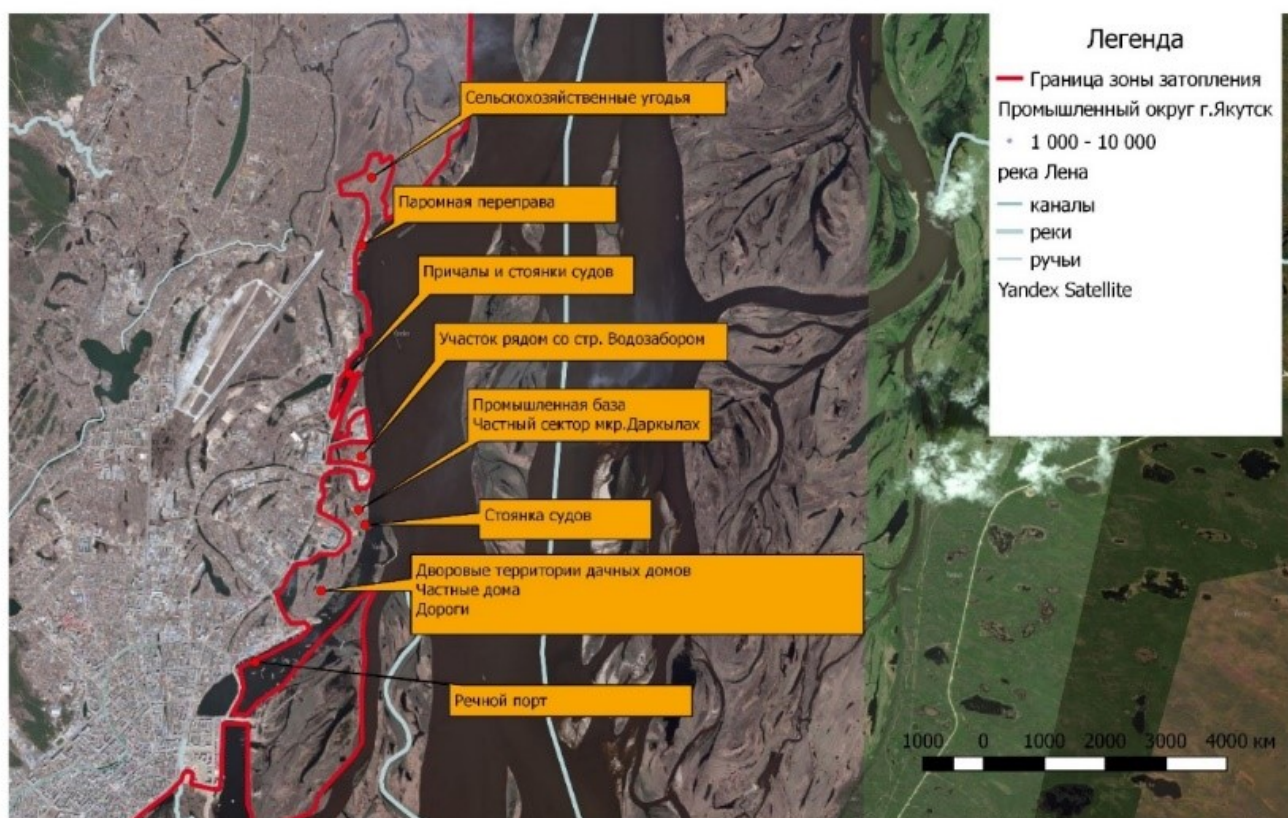 Легенда
Граница зоны затопления
Промышленный округ г.Якутск
1 000 - 10 000
река Лена
каналы
реки
ручьи
Yandex Satellite
Сельскохозяйственные угодья
Паромная переправа
Причалы и стоянки судов
Участок рядом со стр. Водозабором
Промышленная база
Частный сектор мкр.Даркылах
Стоянка судов
Дворовые территории дачных домов
Частные дома
Дороги
Речной порт
1000 0 1000 2000 3000 4000 км